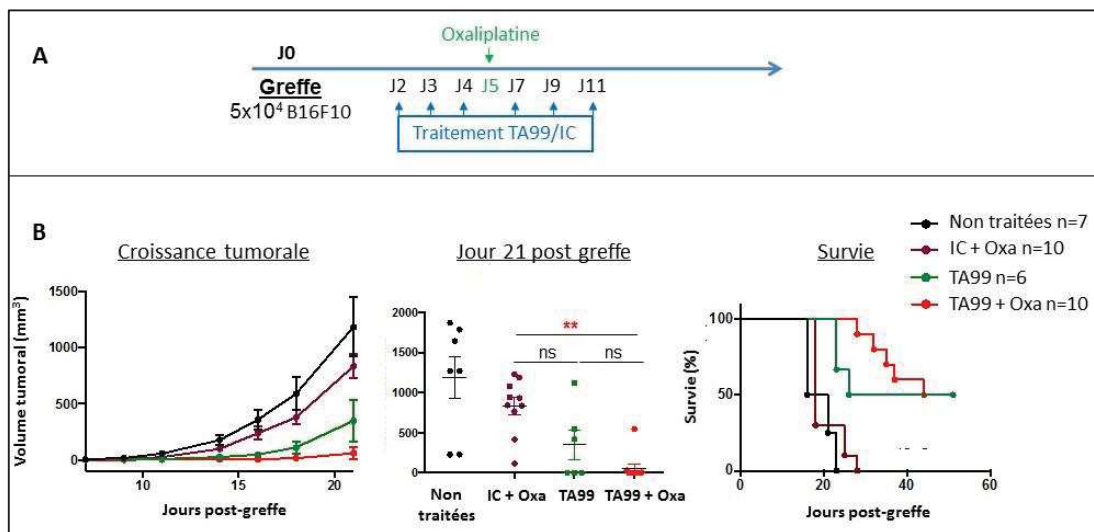 A
Oxaliplatine
J0
Greffe
5x10⁴ B16F10
J2 J3 J4 J5 J7 J9 J11
Traitement TA99/IC
B
Croissance tumorale
Jour 21 post greffe
Survie
Non traitées n=7
IC + Oxa n=10
TA99 n=6
TA99 + Oxa n=10
Volume tumoral (mm³)
1500
1000
500
0
10 15 20
Jours post-greffe
2000
1500
1000
500
0
**
ns ns
Non traitées IC + Oxa TA99 TA99 + Oxa
Survie (%)
100
50
0
0 20 40 60
Jours post-greffe